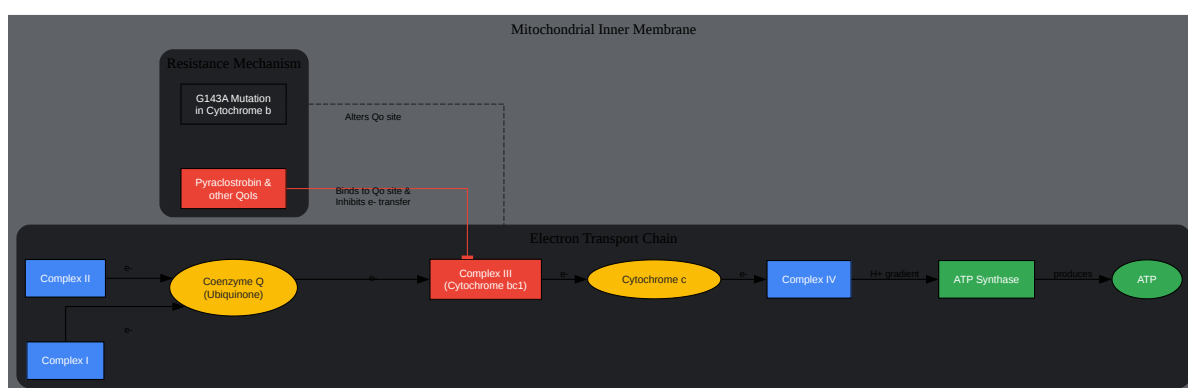 Mitochondrial Inner Membrane
Resistance Mechanism
G143A Mutation
in Cytochrome b
Alters Qo site
Pyraclostrobin &
other QoIs
Binds to Qo site &
Inhibits e- transfer
Electron Transport Chain
Complex II
e-
Coenzyme Q
(Ubiquinone)
e-
Complex III
(Cytochrome bc1)
e-
Cytochrome c
e-
Complex IV
H+ gradient
ATP Synthase
produces
ATP
e-
Complex I